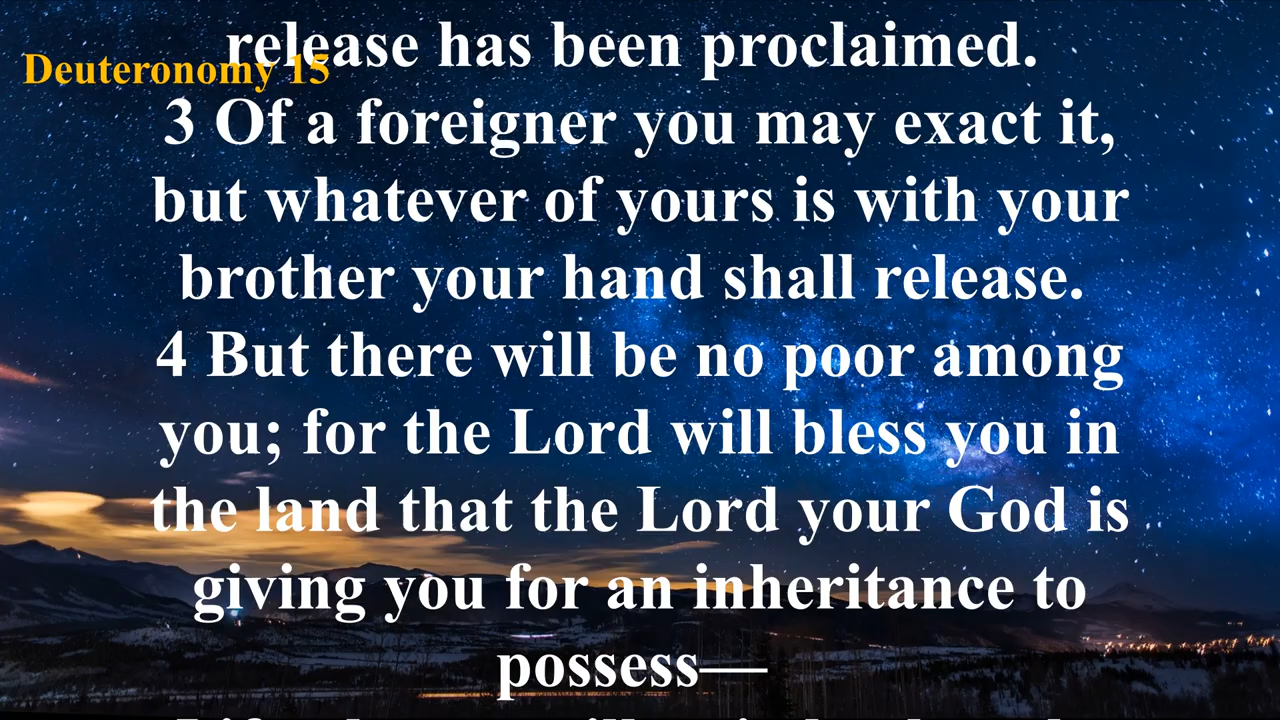 release has been proclaimed.
Deuteronomy 15
3 Of a foreigner you may exact it,
but whatever of yours is with your
brother your hand shall release.
4 But there will be no poor among
you; for the Lord will bless you in
the land that the Lord your God is
giving you for an inheritance to
possess—